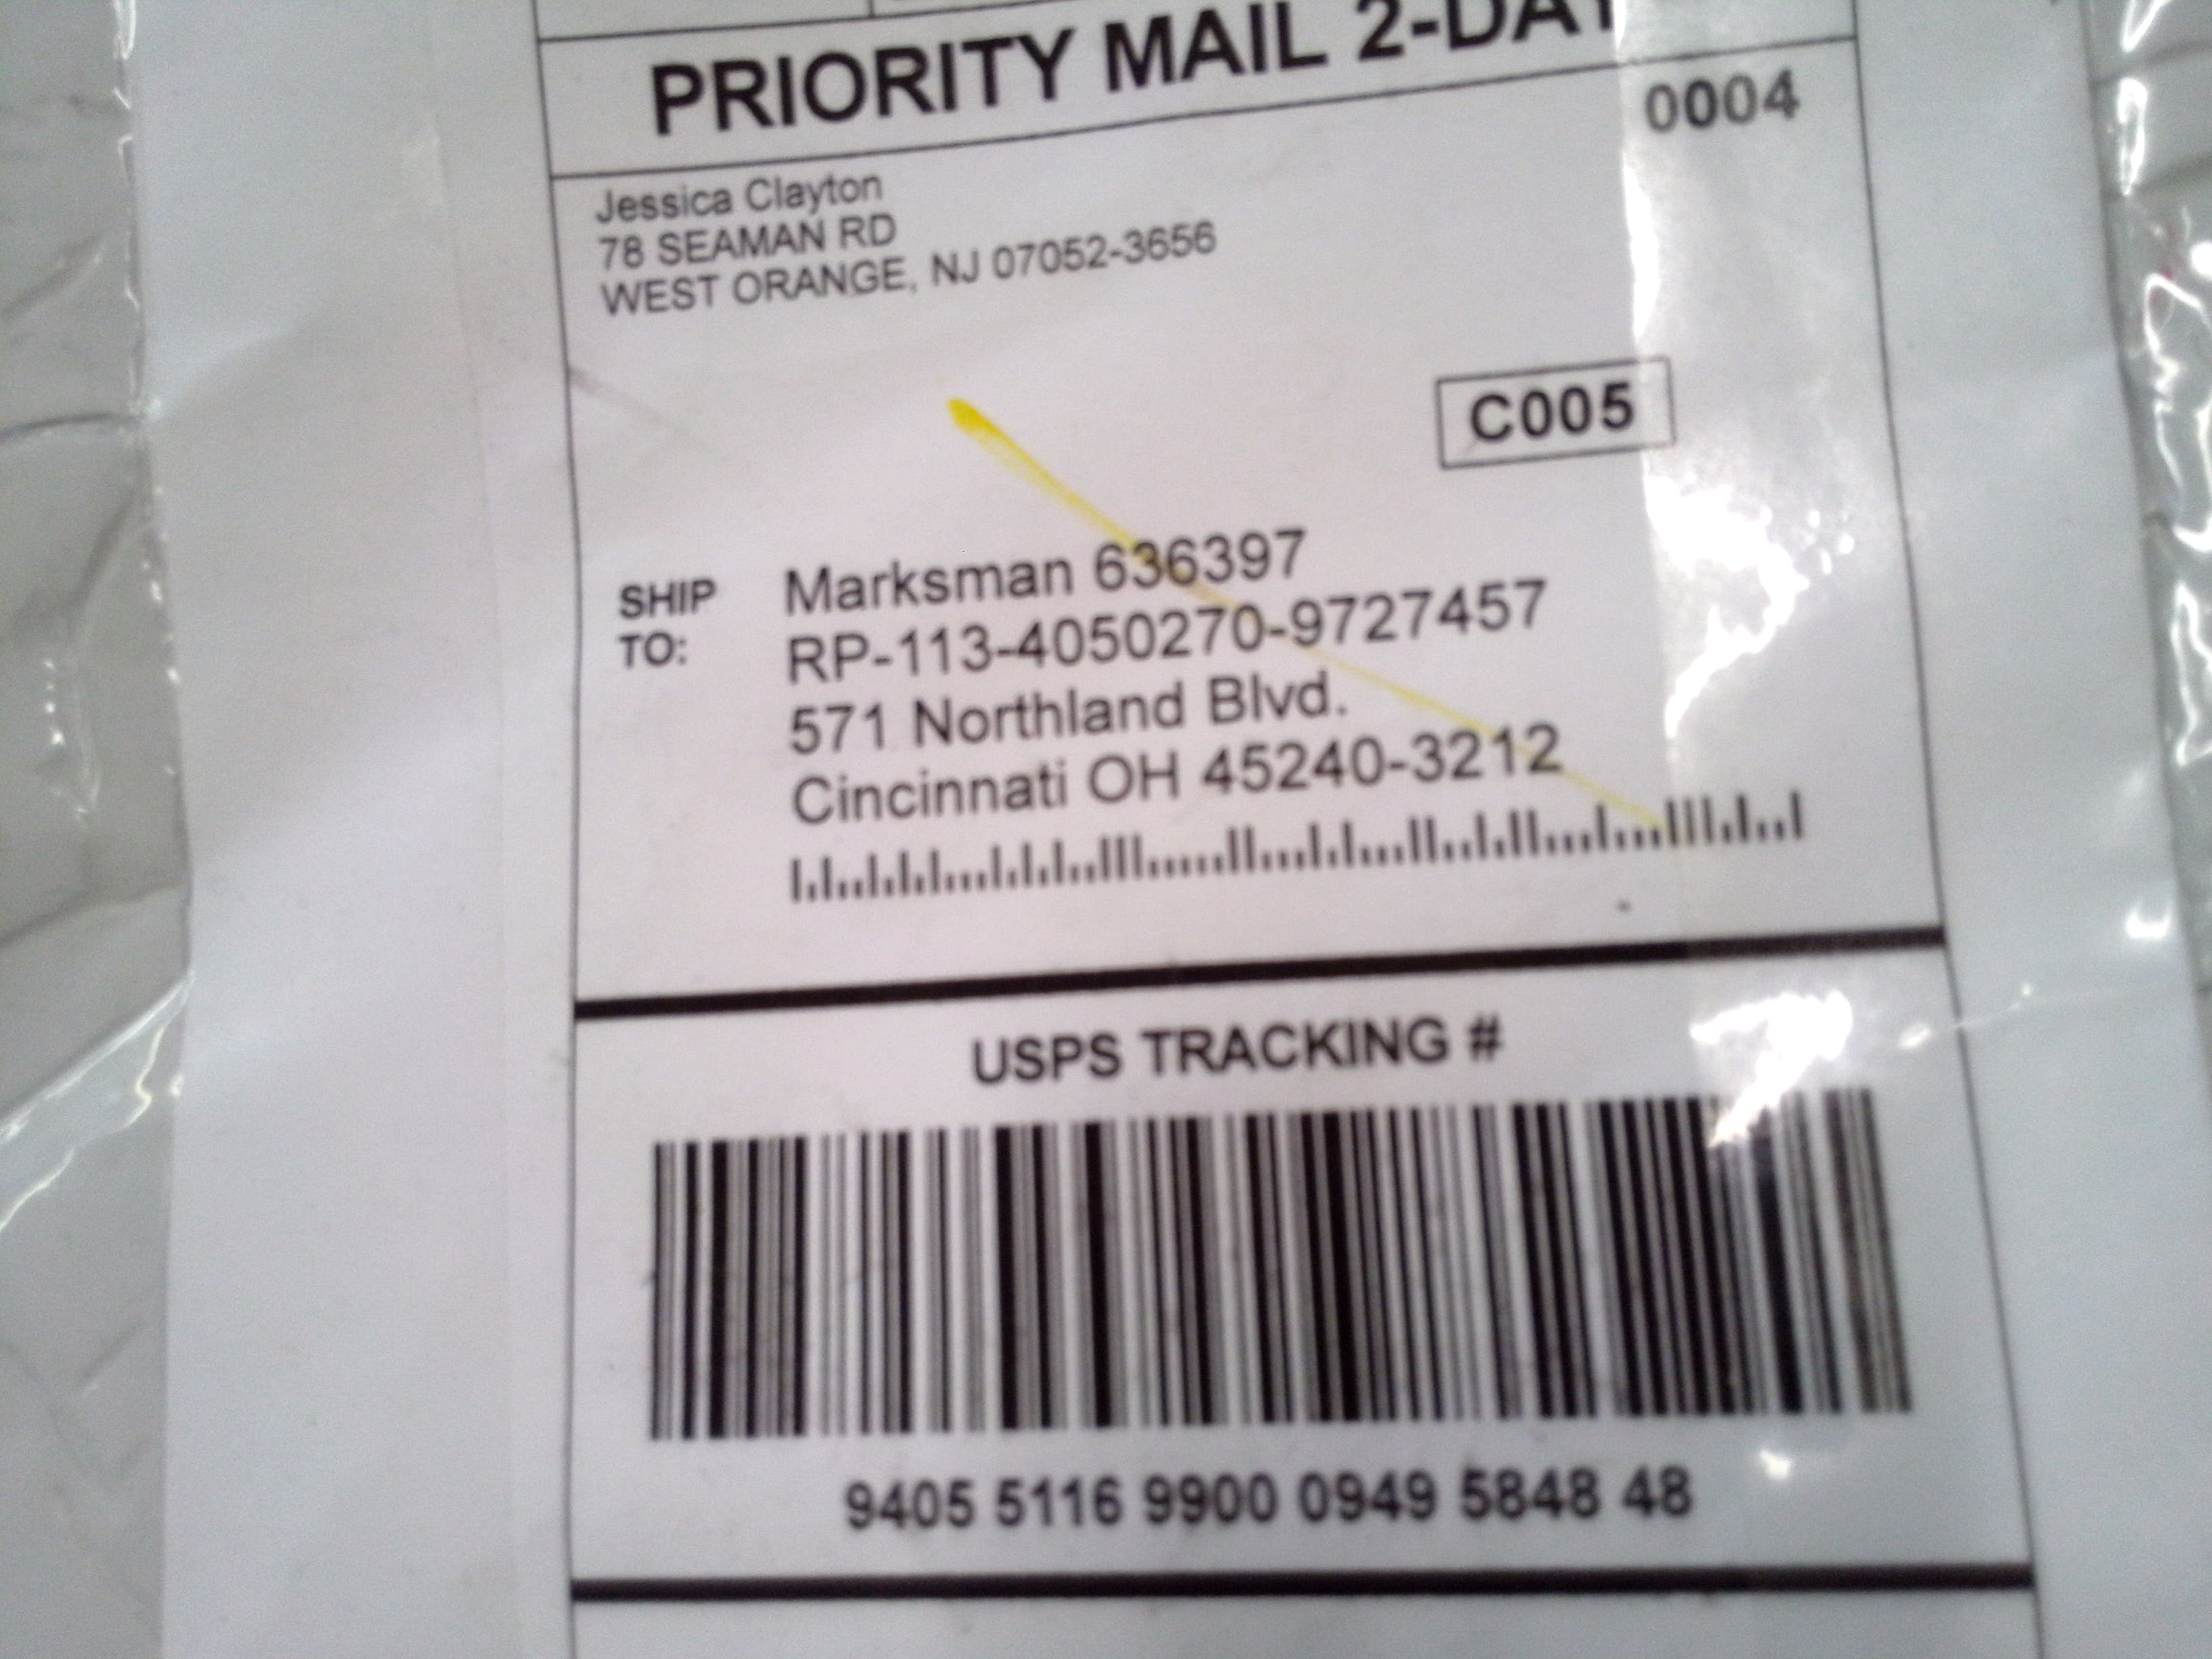 PRIORITY MAIL 2-DAY
0004
Jessica Clayton
78 SEAMAN RD
WEST ORANGE, NJ 07052-3656
C005
SHIP TO:
Marksman 636397
RP-113-4050270-9727457
571 Northland Blvd.
Cincinnati OH 45240-3212
USPS TRACKING #
9405 5116 9900 0949 5848 48